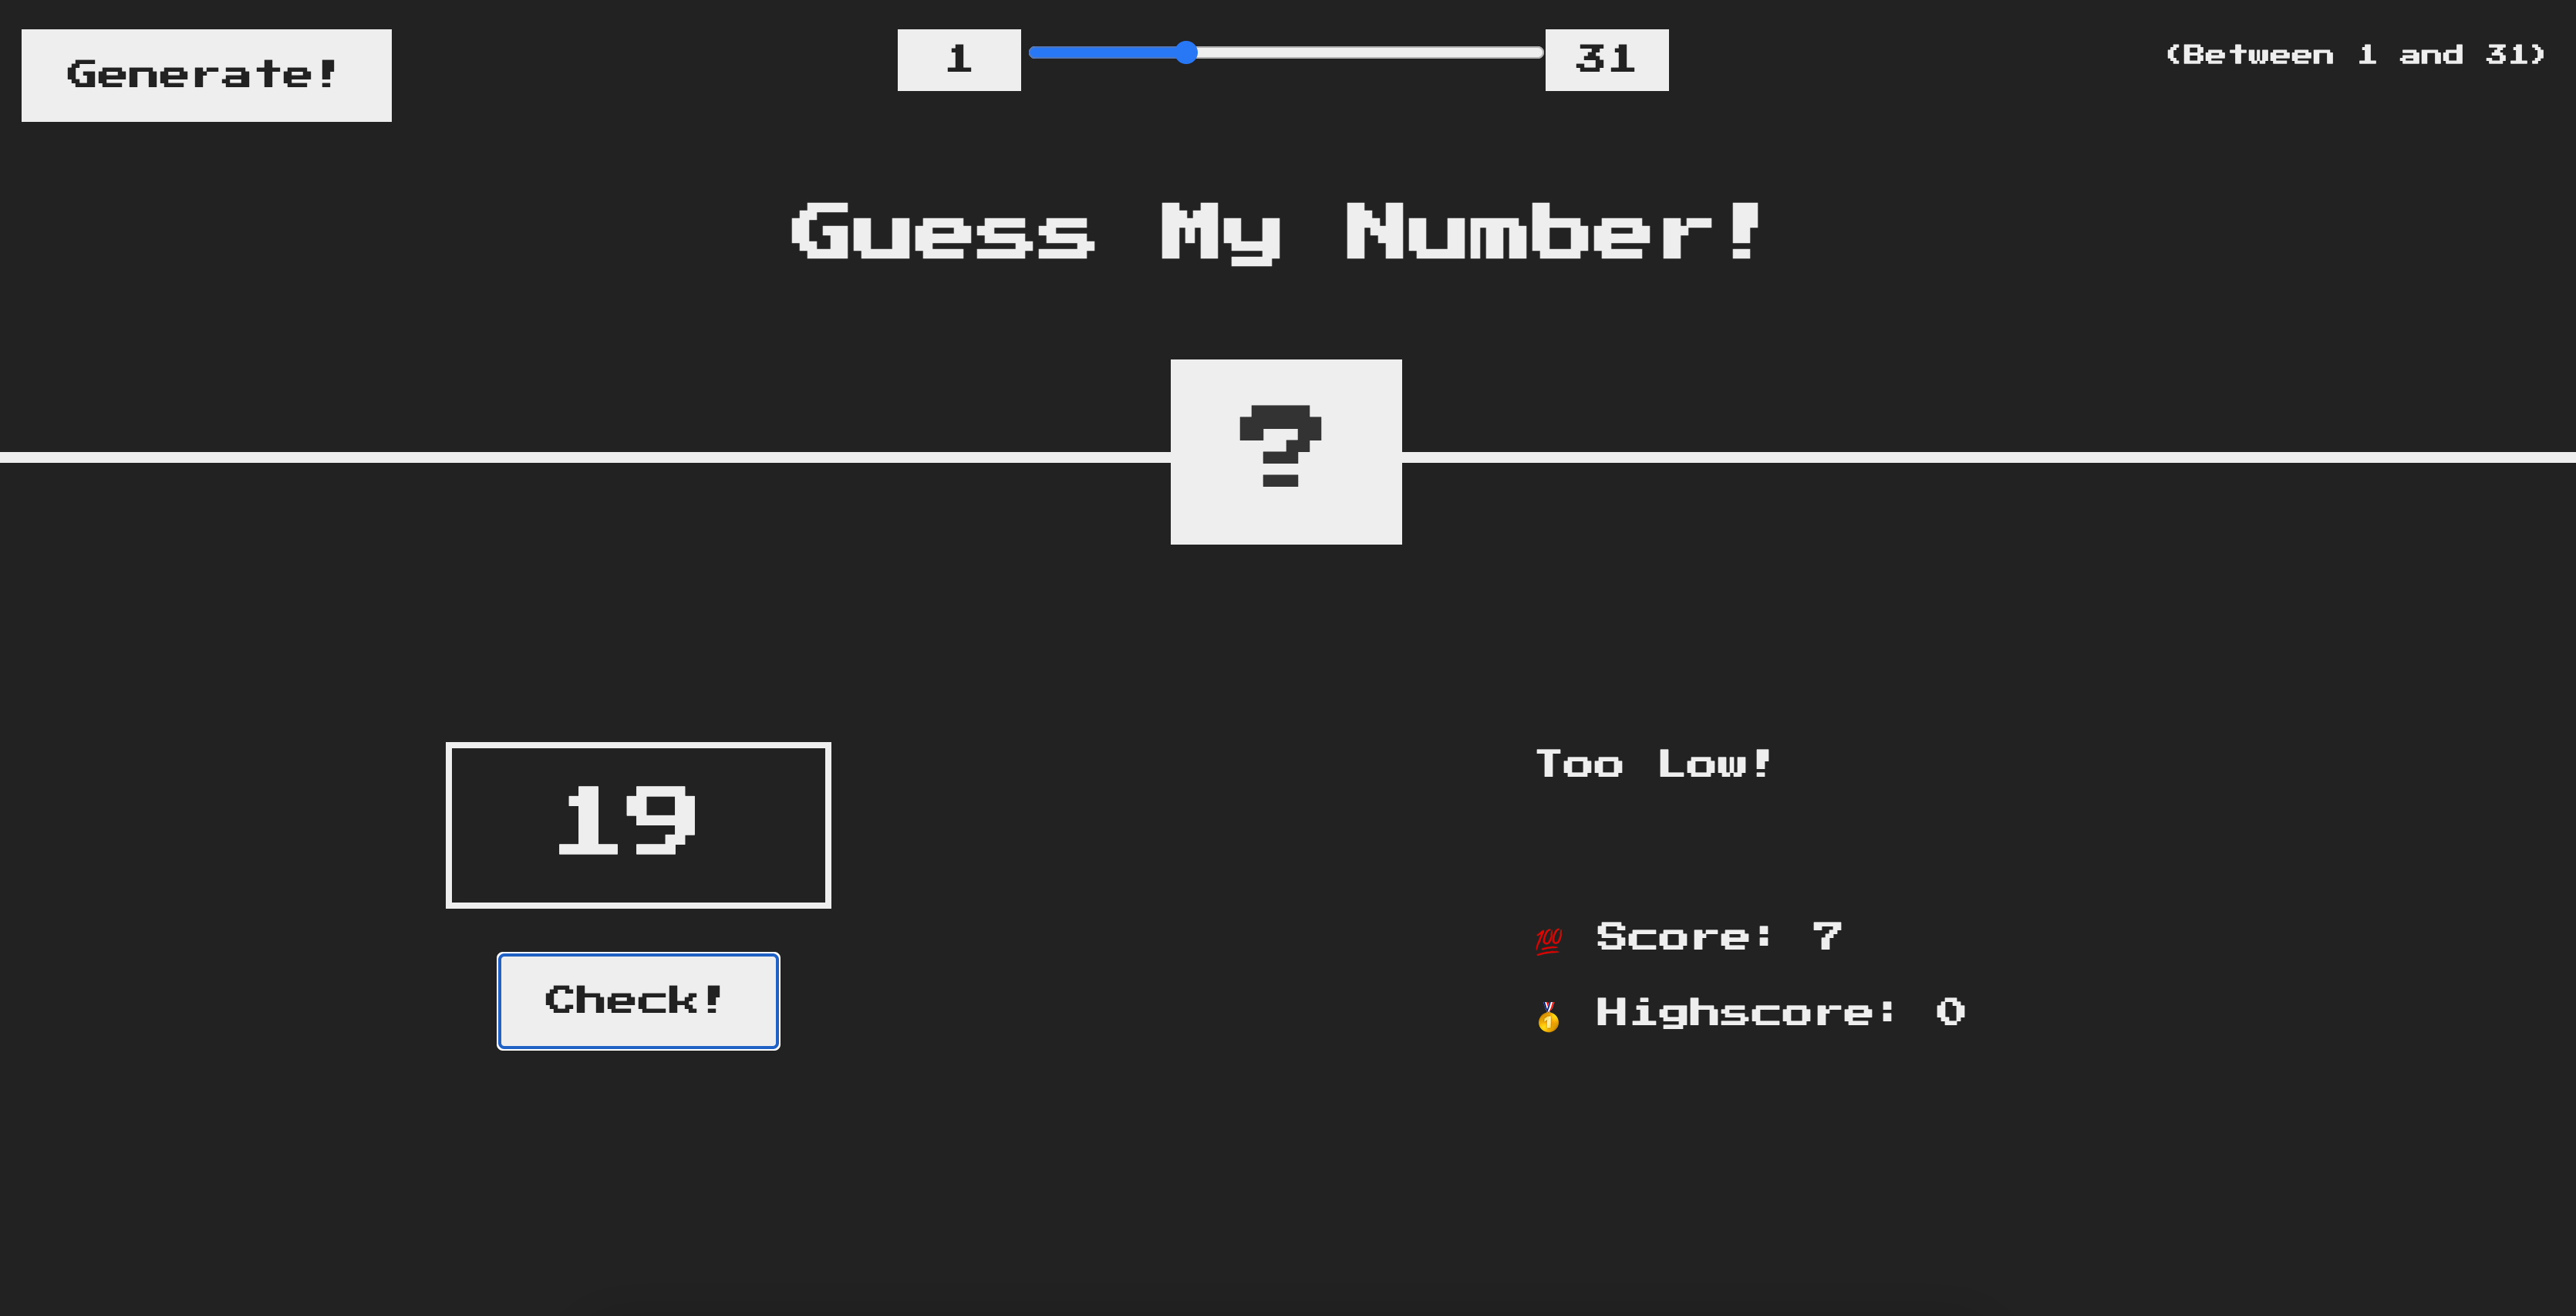 Generate!
1
31
(Between 1 and 31)
Guess My Number!
?
19
Check!
Too Low!
💯 Score: 7
🥇 Highscore: 0